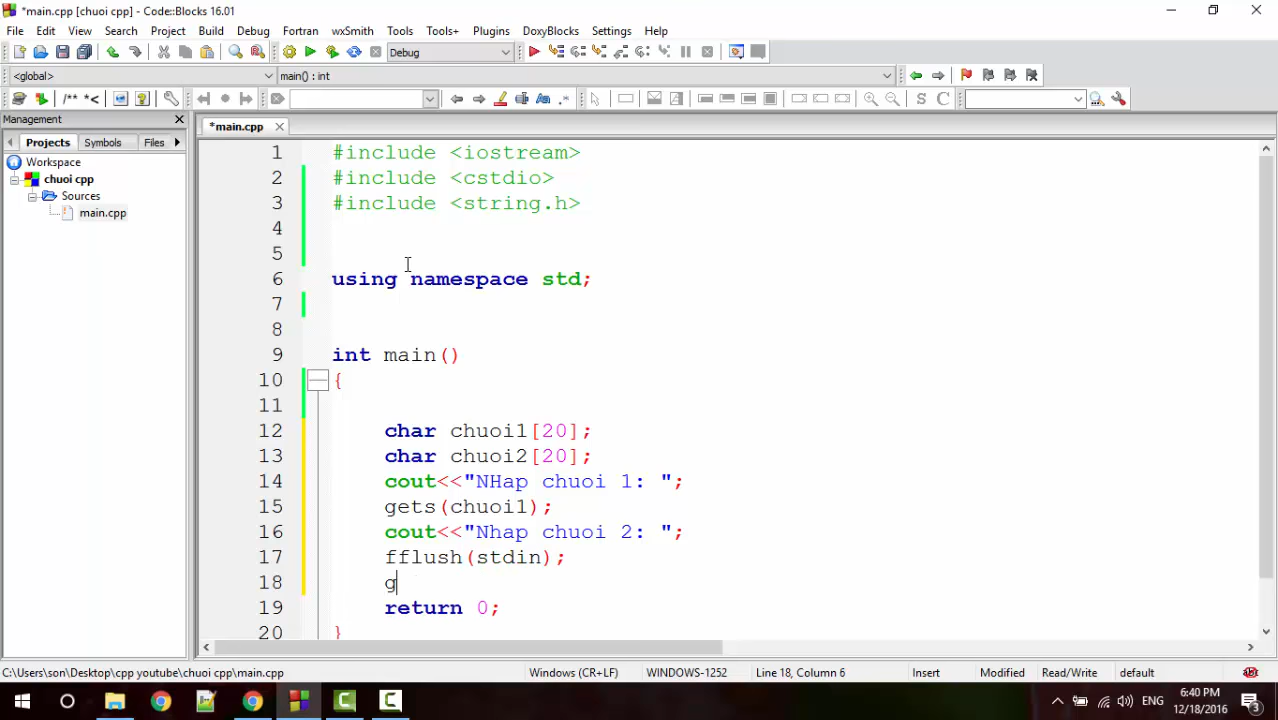 *main.cpp [chuoi cpp] - Code::Blocks 16.01
File Edit View Search Project Build Debug Fortran wxSmith Tools Tools+ Plugins DoxyBlocks Settings Help
Debug
<global> main() : int
/** *< .* S C
Management
*main.cpp
Projects Symbols Files
Workspace
chuoi cpp
Sources
main.cpp
1 #include <iostream>
2 #include <cstdio>
3 #include <string.h>
4
5
6 using namespace std;
7
8
9 int main()
10 {
11
12 char chuoi1[20];
13 char chuoi2[20];
14 cout<<"NHap chuoi 1: ";
15 gets(chuoi1);
16 cout<<"Nhap chuoi 2: ";
17 fflush(stdin);
18 g
19 return 0;
20 }
C:\Users\son\Desktop\cpp youtube\chuoi cpp\main.cpp Windows (CR+LF) WINDOWS-1252 Line 18, Column 6 Insert Modified Read/Write default
ENG 6:40 PM
12/18/2016 3